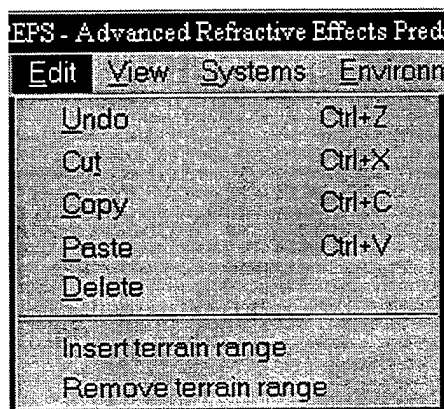 EPS - Advanced Refractive Effects Pred
Edit View Systems Environ
Undo Ctrl+Z
Cut Ctrl+X
Copy Ctrl+C
Paste Ctrl+V
Delete
Insert terrain range
Remove terrain range